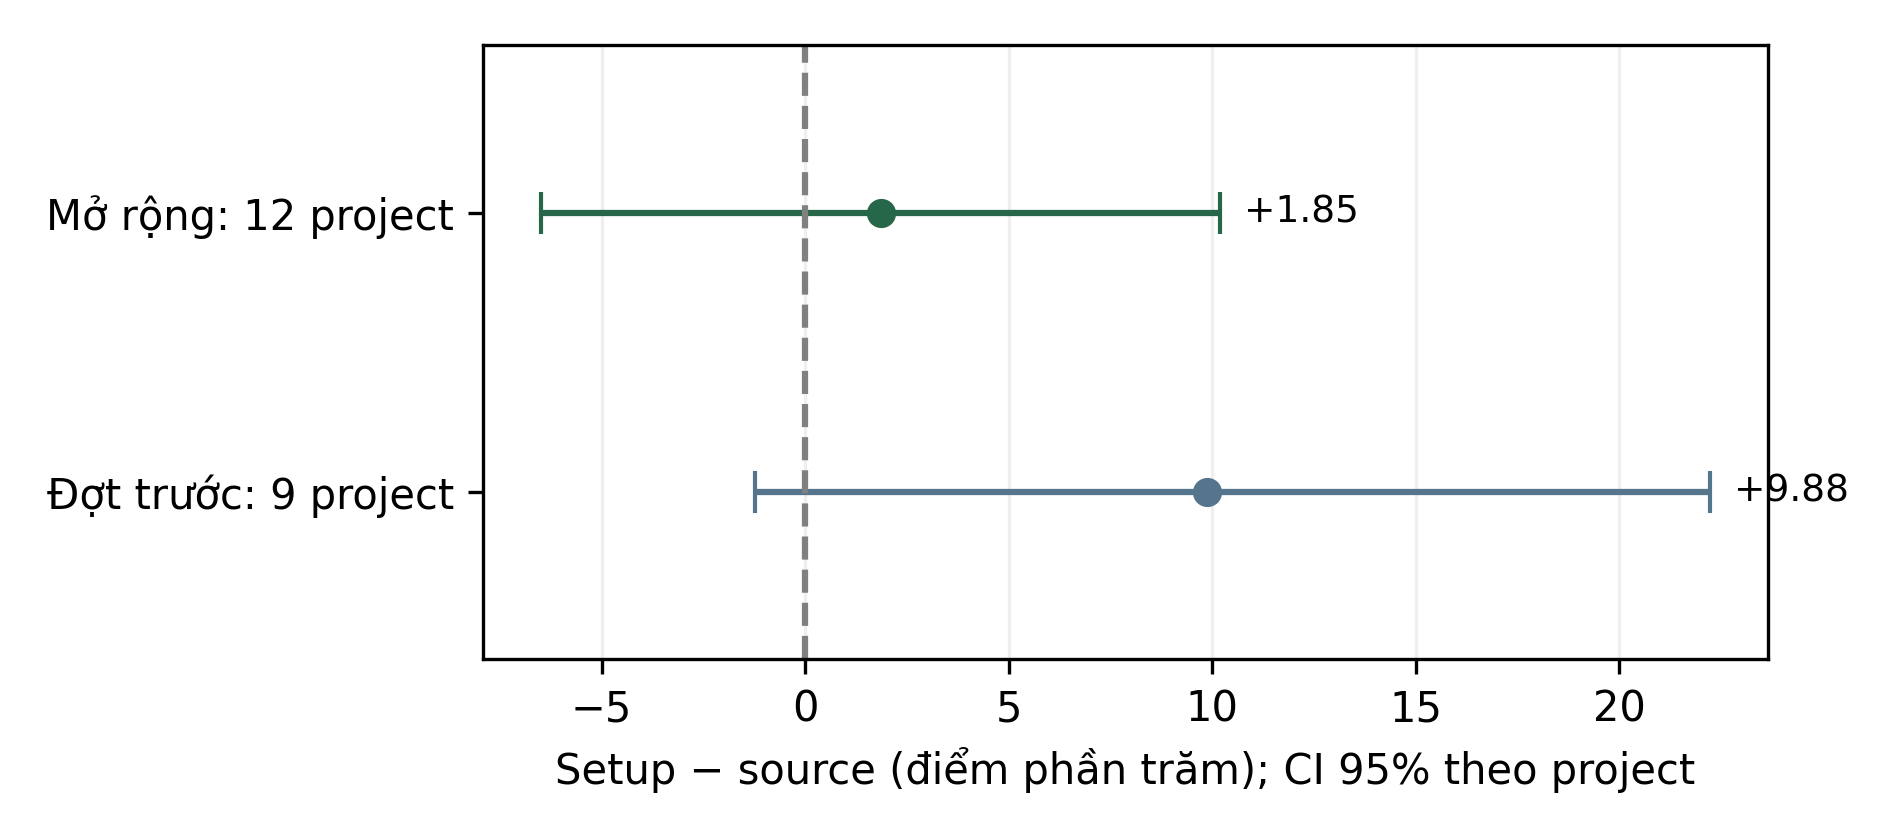 Mở rộng: 12 project
+1.85
Đợt trước: 9 project
+9.88
−5 0 5 10 15 20
Setup − source (điểm phần trăm); CI 95% theo project